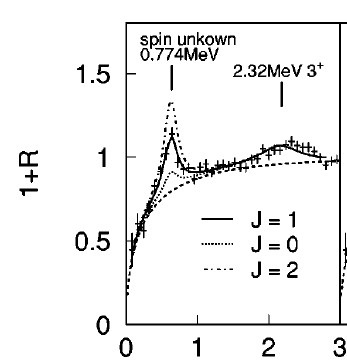 spin unkown
0.774MeV
2.32MeV 3+
1.5
1
0.5
0
1+R
J = 1
J = 0
J = 2
0 1 2 3